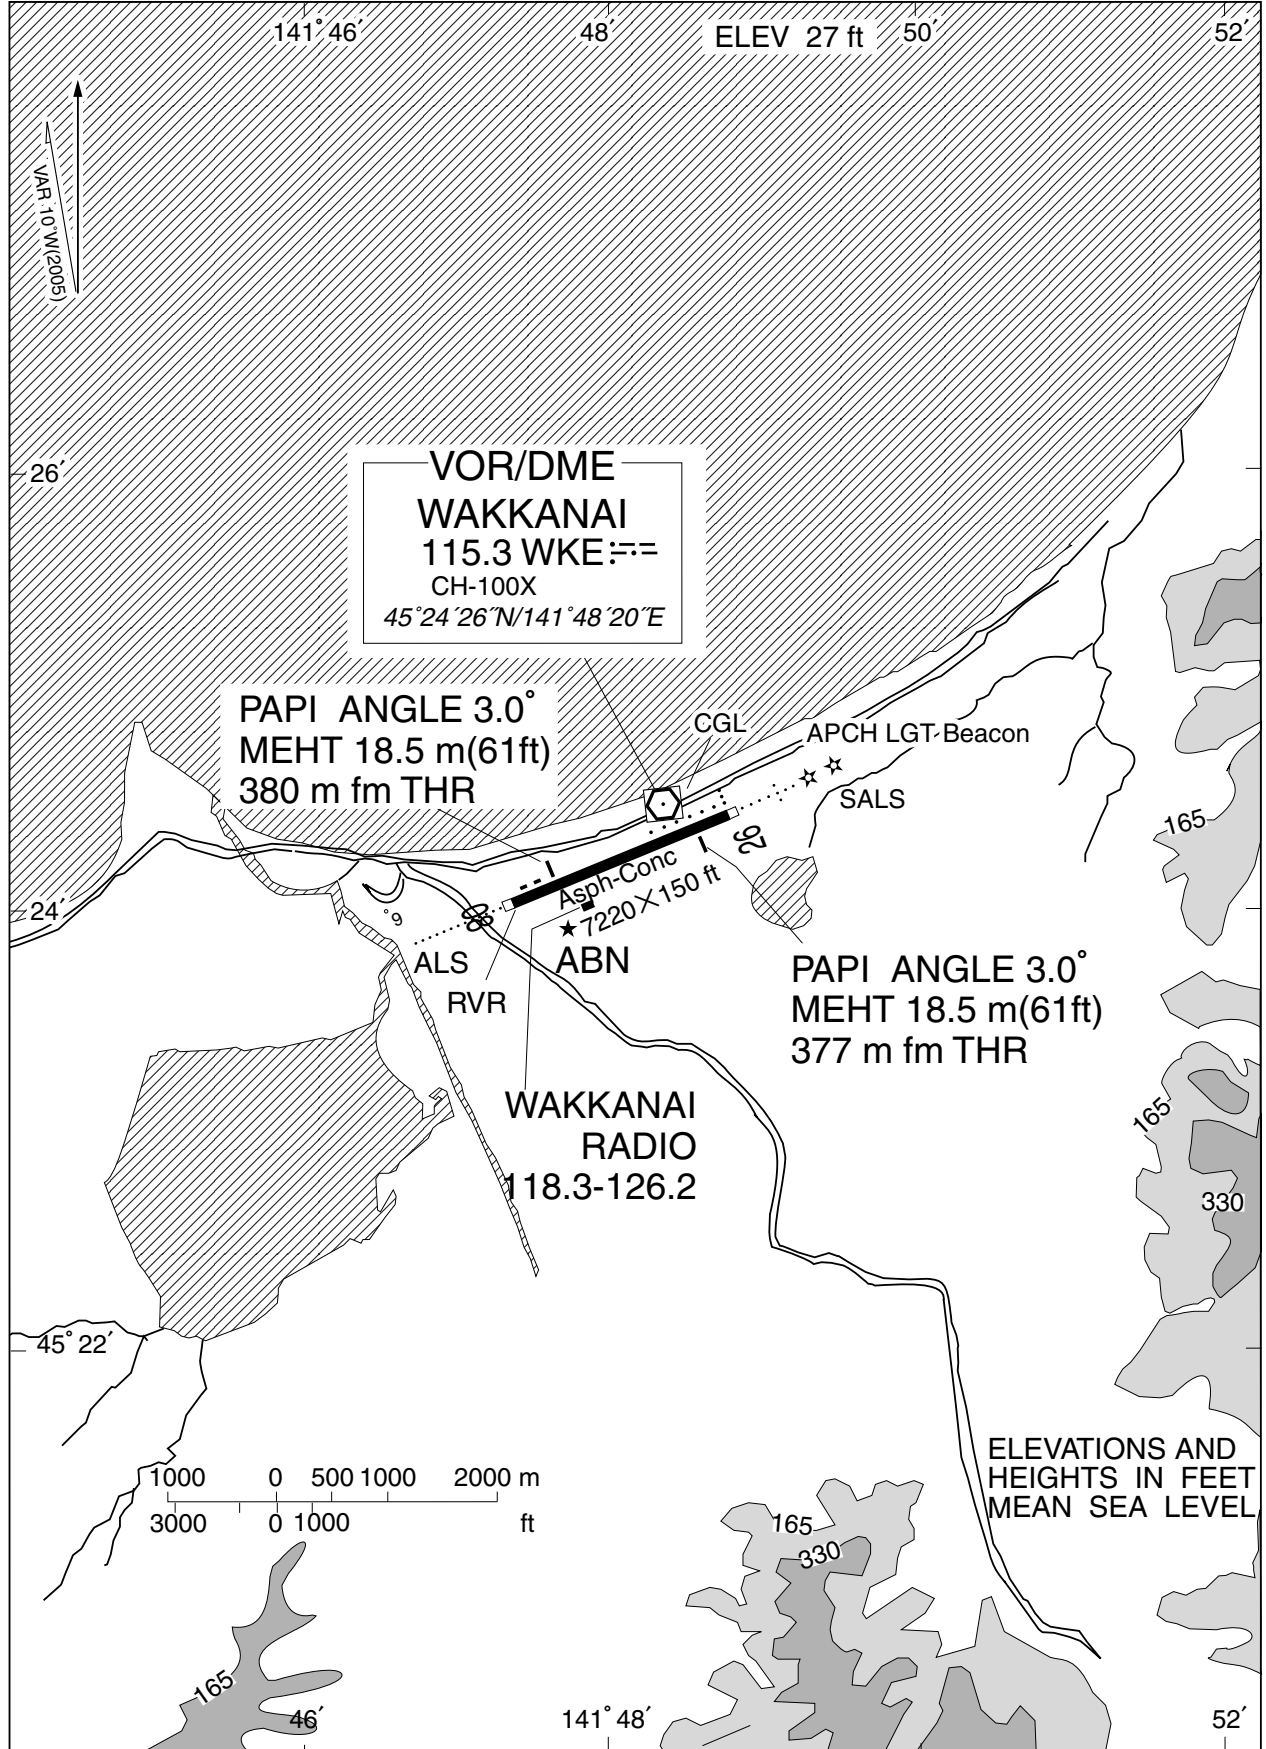 141°46′
48′
ELEV 27 ft
50′
52′
VAR 10°W(2005)
26′
VOR/DME
WAKKANAI
115.3 WKE
CH-100X
45°24′26″N/141°48′20″E
PAPI ANGLE 3.0°
MEHT 18.5 m(61ft)
380 m fm THR
CGL
APCH LGT Beacon
SALS
165
26
Asph-Conc
7220×150 ft
24′
9°
08
ALS
RVR
ABN
PAPI ANGLE 3.0°
MEHT 18.5 m(61ft)
377 m fm THR
WAKKANAI
RADIO
118.3-126.2
165
330
45°22′
ELEVATIONS AND
HEIGHTS IN FEET
MEAN SEA LEVEL
1000 0 500 1000 2000 m
3000 0 1000 ft
165
330
165
46′
141°48′
52′